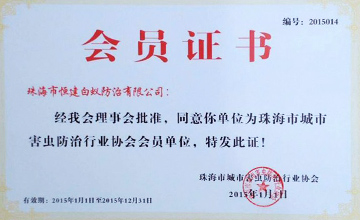 编号：2015014
会员证书
珠海市恒建白蚁防治有限公司：
经我会理事会批准，同意你单位为珠海市城市
害虫防治行业协会会员单位，特发此证！
珠海市城市害虫防治行业协会
2015年1月1日
有效期：2015年1月1日至2015年12月31日